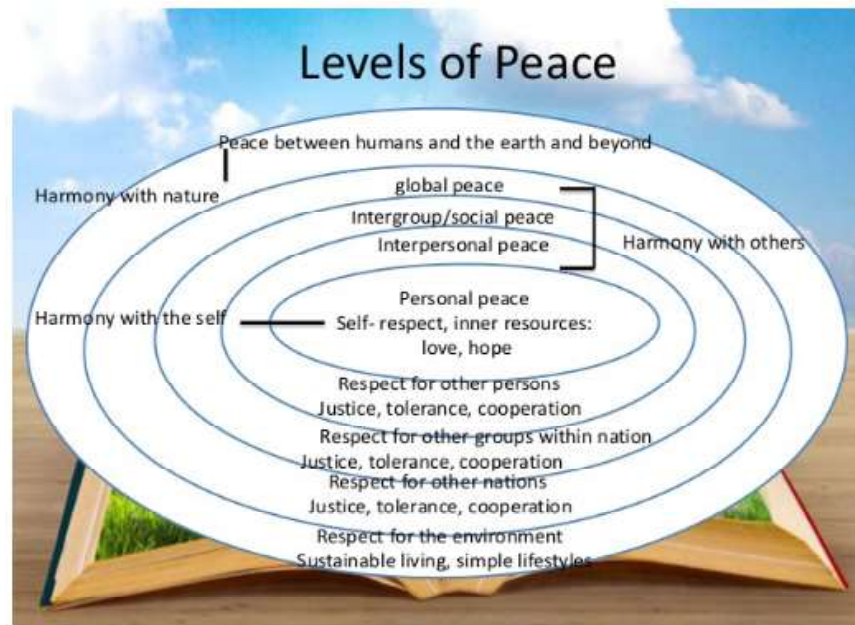 Levels of Peace
Peace between humans and the earth and beyond
Harmony with nature
global peace
Intergroup/social peace
Interpersonal peace
Harmony with others
Personal peace
Harmony with the self
Self- respect, inner resources:
love, hope
Respect for other persons
Justice, tolerance, cooperation
Respect for other groups within nation
Justice, tolerance, cooperation
Respect for other nations
Justice, tolerance, cooperation
Respect for the environment
Sustainable living, simple lifestyles